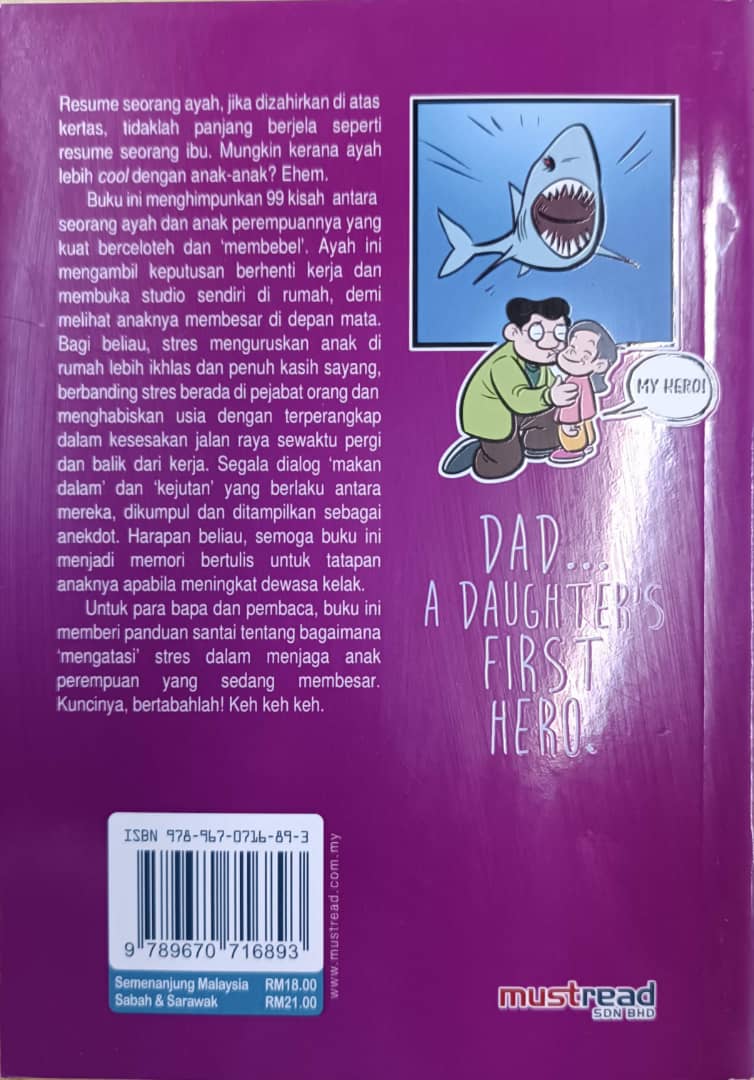 Resume seorang ayah, jika dizahirkan di atas
kertas, tidaklah panjang berjela seperti
resume seorang ibu. Mungkin kerana ayah
lebih cool dengan anak-anak? Ehem.
Buku ini menghimpunkan 99 kisah antara
seorang ayah dan anak perempuannya yang
kuat berceloteh dan ‘membebel’. Ayah ini
mengambil keputusan berhenti kerja dan
membuka studio sendiri di rumah, demi
melihat anaknya membesar di depan mata.
Bagi beliau, stres menguruskan anak di
rumah lebih ikhlas dan penuh kasih sayang,
berbanding stres berada di pejabat orang dan
menghabiskan usia dengan terperangkap
dalam kesesakan jalan raya sewaktu pergi
dan balik dari kerja. Segala dialog ‘makan
dalam’ dan ‘kejutan’ yang berlaku antara
mereka, dikumpul dan ditampilkan sebagai
anekdot. Harapan beliau, semoga buku ini
menjadi memori bertulis untuk tatapan
anaknya apabila meningkat dewasa kelak.
Untuk para bapa dan pembaca, buku ini
memberi panduan santai tentang bagaimana
‘mengatasi’ stres dalam menjaga anak
perempuan yang sedang membesar.
Kuncinya, bertabahlah! Keh keh keh.
MY HERO!
DAD...
A DAUGHTER'S
FIRST
HERO.
ISBN 978-967-0716-89-3
9 789670 716893
Semenanjung Malaysia RM18.00
Sabah & Sarawak RM21.00
www.mustread.com.my
mustread
SDN BHD